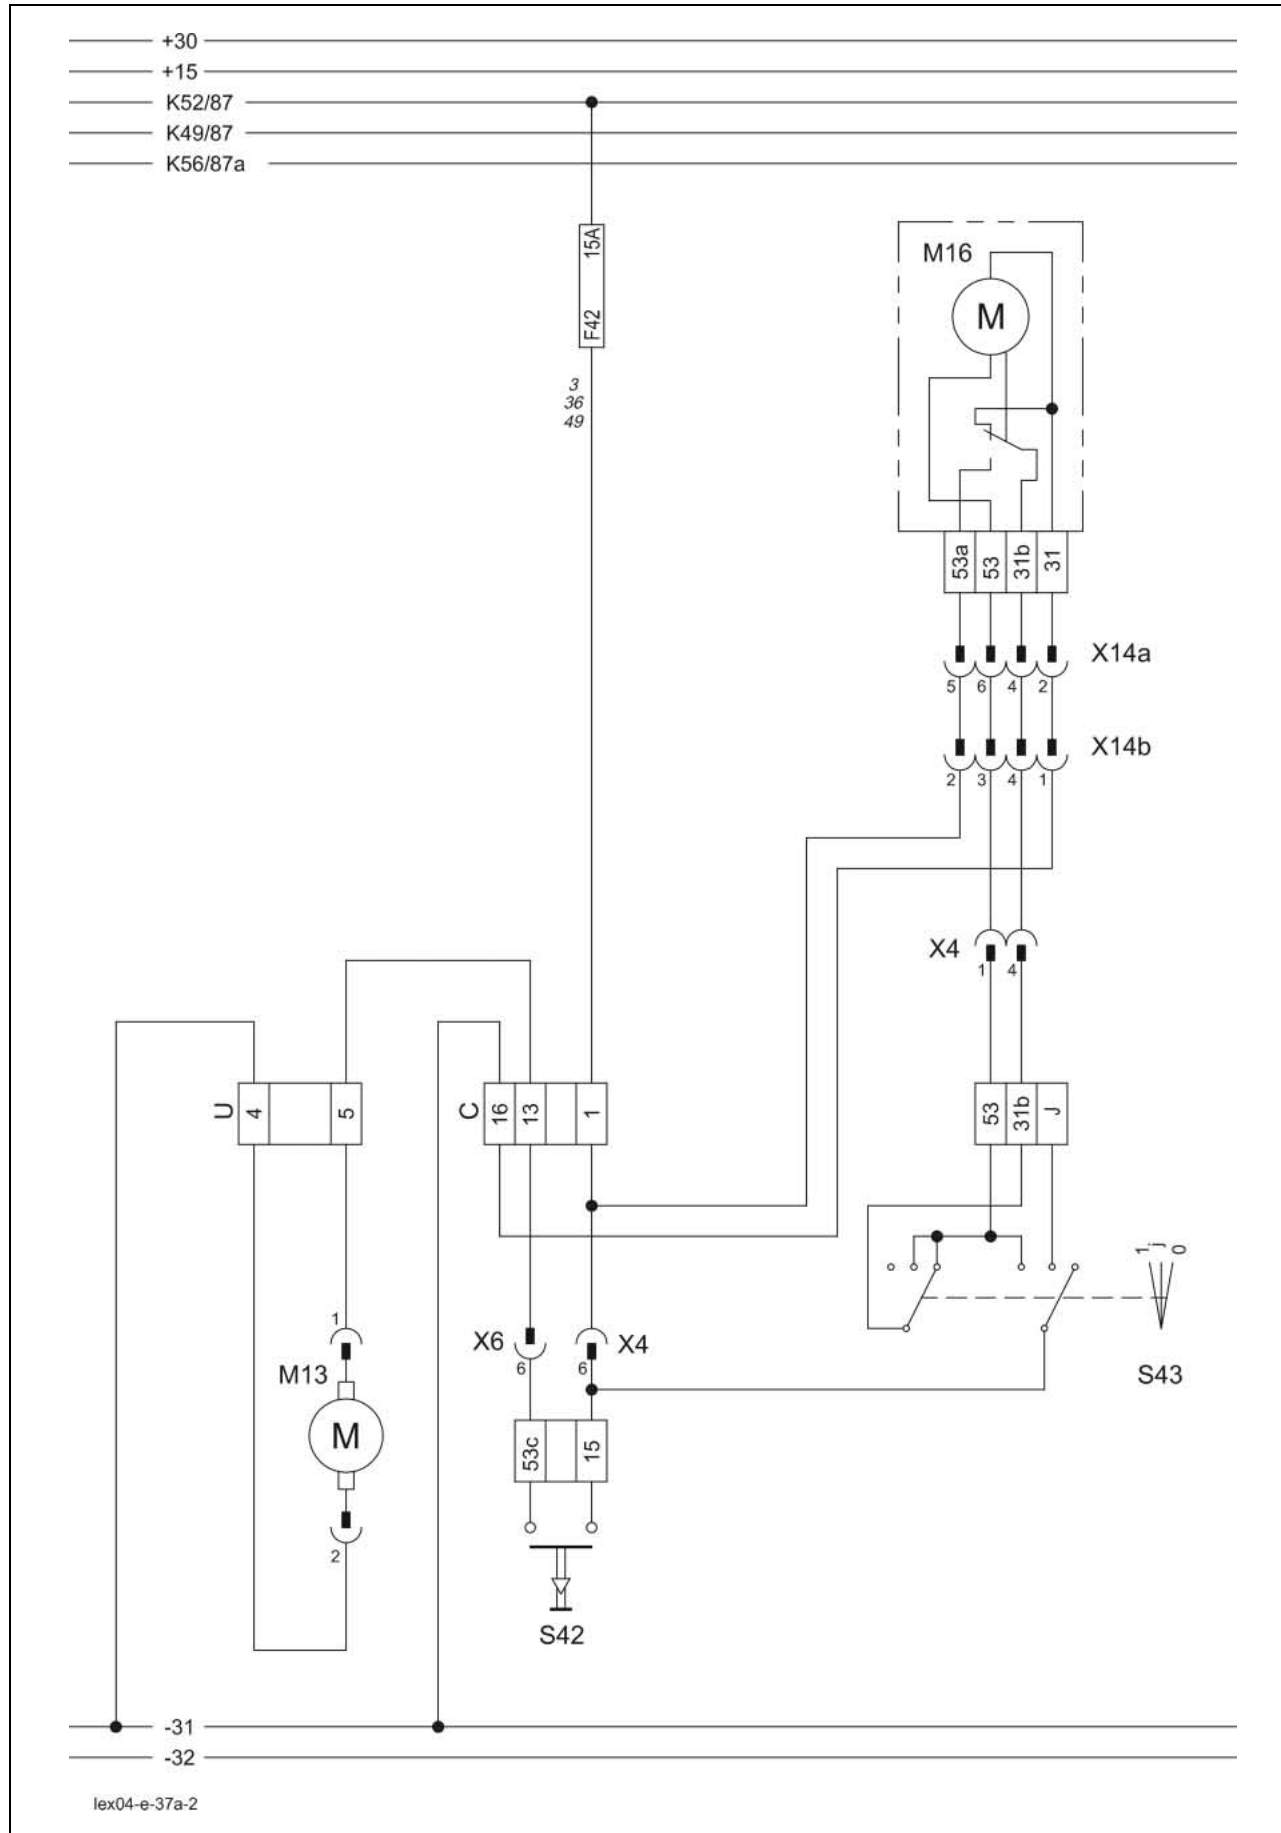 +30
+15
K52/87
K49/87
K56/87a
15A
F42
3
36
49
M16
M
53a 53 31b 31
X14a
5 6 4 2
X14b
2 3 4 1
X4
1 4
U 4 5
C 16 13 1
53 31b J
1 j 0
S43
1
M13
M
2
X6
6
X4
6
53c 15
S42
-31
-32
lex04-e-37a-2